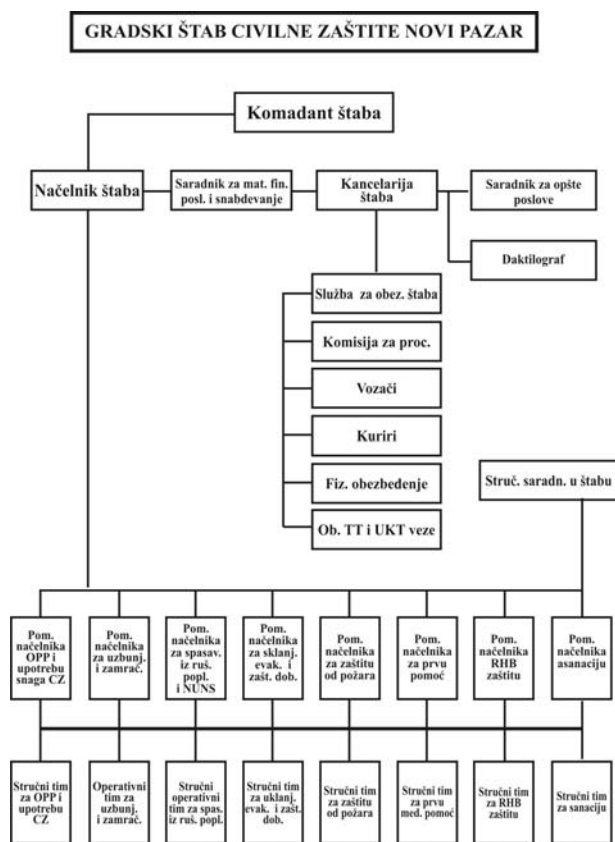 GRADSKI ŠTAB CIVILNE ZAŠTITE NOVI PAZAR
Komadant štaba
Načelnik štaba
Saradnik za mat. fin.
posl. i snabdevanje
Kancelarija
štaba
Saradnik za opšte
poslove
Daktilograf
Služba za obez. štaba
Komisija za proc.
Vozači
Kuriri
Fiz. obezbeđenje
Ob. TT i UKT veze
Struč. saradn. u štabu
Pom.
načelnika
OPP i
upotrebu
snaga CZ
Pom.
načelnika
za uzbunj.
i zamrač.
Pom.
načelnika
za spasav.
iz ruš.
popl.
i NUNS
Pom.
načelnika
za sklanj.
evak. i
zašt. dob.
Pom.
načelnika
za zaštitu
od požara
Pom.
načelnika
za prvu
pomoć
Pom.
načelnika
RHB
zaštitu
Pom.
načelnika
asanaciju
Stručni tim
za OPP i
upotrebu
CZ
Operativni
tim za
uzbunj.
i zamrač.
Stručni
operativni
tim za spas.
iz ruš. popl.
Stručni tim
za uklanj.
evak. i zašt.
dob.
Stručni tim
za zaštitu
od požara
Stručni tim
za prvu
med. pomoć
Stručni tim
za RHB
zaštitu
Stručni tim
za sanaciju